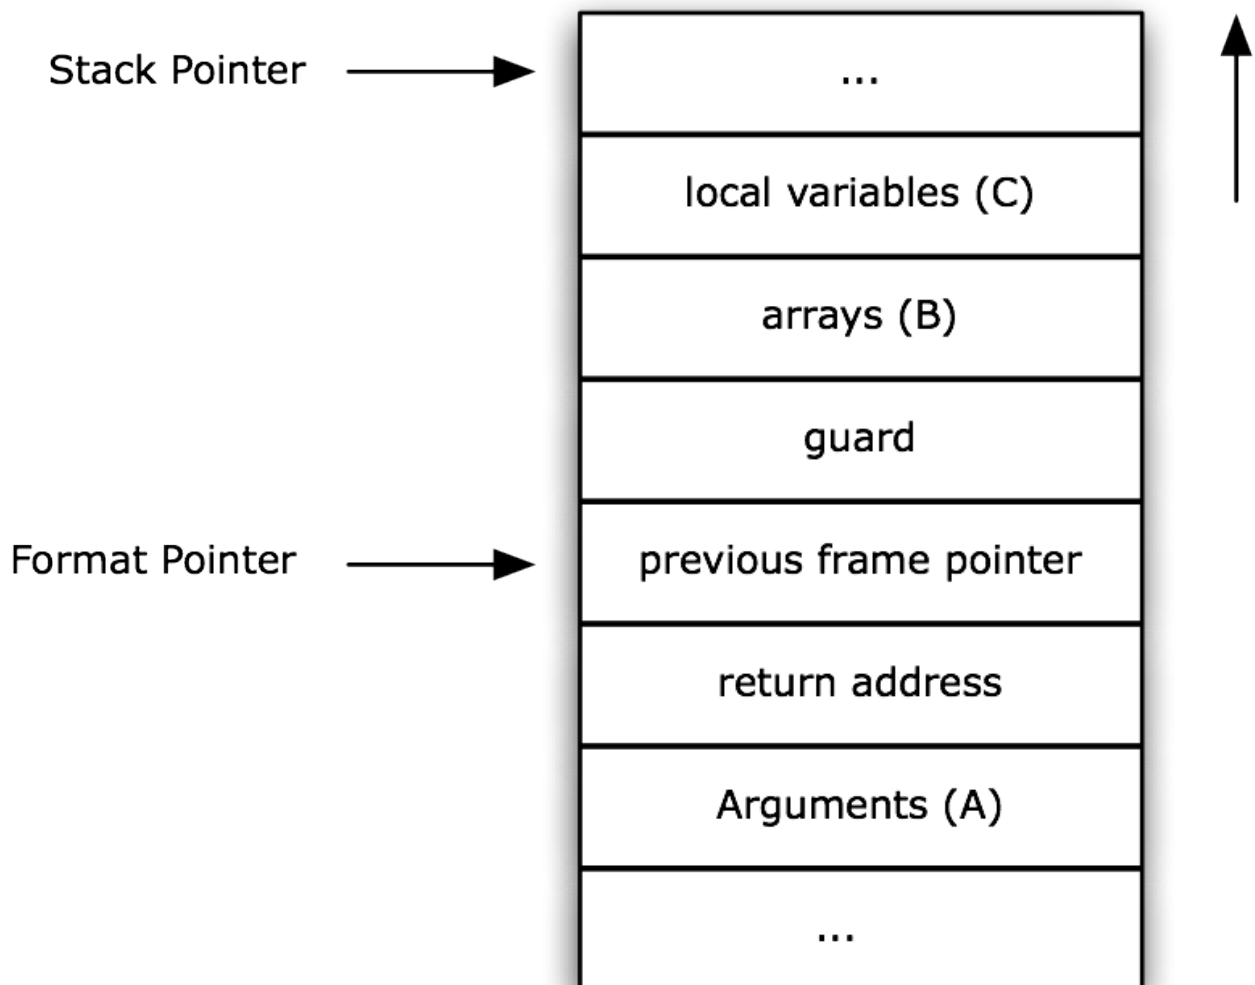 Stack Pointer
...
local variables (C)
arrays (B)
guard
Format Pointer
previous frame pointer
return address
Arguments (A)
...